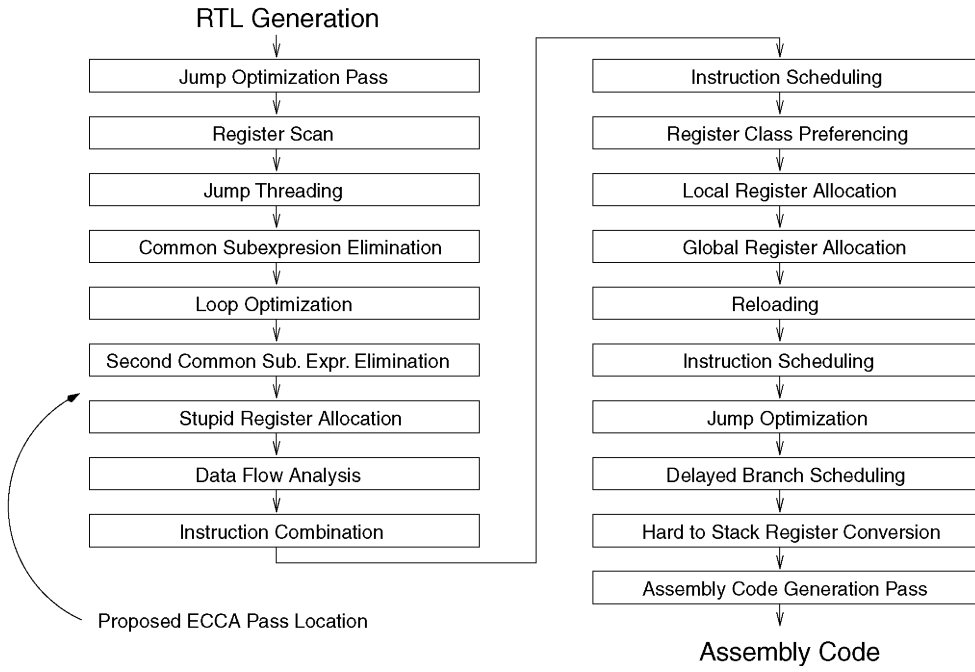 RTL Generation
Jump Optimization Pass
Register Scan
Jump Threading
Common Subexpresion Elimination
Loop Optimization
Second Common Sub. Expr. Elimination
Stupid Register Allocation
Data Flow Analysis
Instruction Combination
Proposed ECCA Pass Location
Instruction Scheduling
Register Class Preferencing
Local Register Allocation
Global Register Allocation
Reloading
Instruction Scheduling
Jump Optimization
Delayed Branch Scheduling
Hard to Stack Register Conversion
Assembly Code Generation Pass
Assembly Code